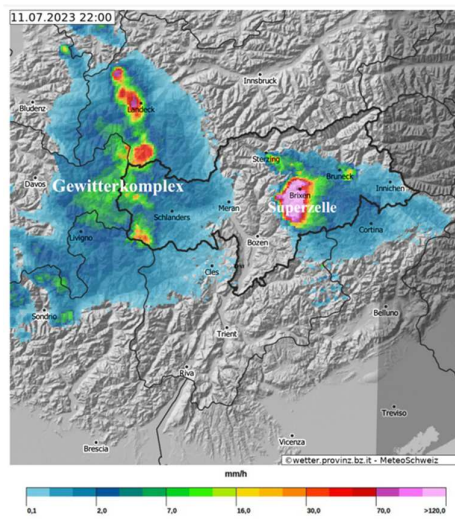 11.07.2023 22:00
Innsbruck
Bludenz
Landeck
Sterzing
Bruneck
Davos
Gewitterkomplex
Brixen
Innichen
Superzelle
Meran
Schlanders
Livigno
Bozen
Cortina
Cles
Sondrio
Belluno
Trient
Riva
Treviso
Brescia
Vicenza
©wetter.provinz.bz.it - MeteoSchweiz
mm/h
0,1 2,0 7,0 16,0 30,0 70,0 >120,0